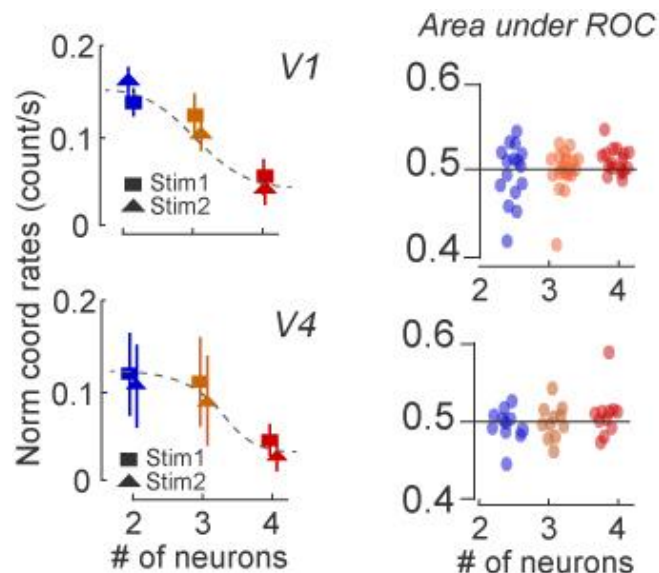 Area under ROC
Norm coord rates (count/s)
0.2
0.1
0
V1
Stim1
Stim2
0.6
0.5
0.4
2 3 4
0.2
0.1
0
V4
Stim1
Stim2
2 3 4
# of neurons
0.6
0.5
0.4
2 3 4
# of neurons